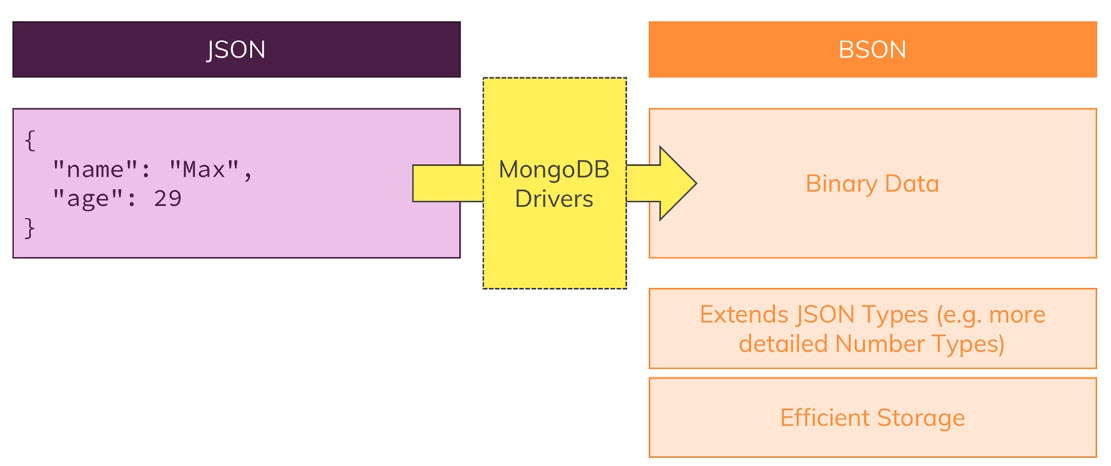 JSON
BSON
{
"name": "Max",
"age": 29
}
MongoDB
Drivers
Binary Data
Extends JSON Types (e.g. more
detailed Number Types)
Efficient Storage